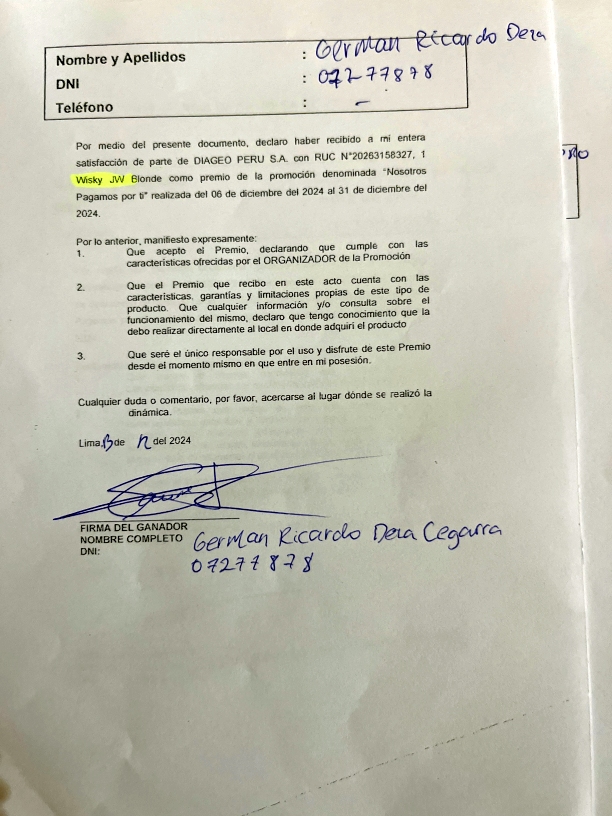 Nombre y Apellidos : German Ricardo Deza
DNI : 07277878
Teléfono : -
Por medio del presente documento, declaro haber recibido a mi entera
satisfacción de parte de DIAGEO PERU S.A. con RUC N°20263158327, 1
Wisky JW Blonde como premio de la promoción denominada "Nosotros
Pagamos por ti" realizada del 06 de diciembre del 2024 al 31 de diciembre del
2024.
Por lo anterior, manifiesto expresamente:
1. Que acepto el Premio, declarando que cumple con las
características ofrecidas por el ORGANIZADOR de la Promoción
2. Que el Premio que recibo en este acto cuenta con las
características, garantías y limitaciones propias de este tipo de
producto. Que cualquier información y/o consulta sobre el
funcionamiento del mismo, declaro que tengo conocimiento que la
debo realizar directamente al local en donde adquirí el producto
3. Que seré el único responsable por el uso y disfrute de este Premio
desde el momento mismo en que entre en mi posesión.
Cualquier duda o comentario, por favor, acercarse al lugar dónde se realizó la
dinámica.
Lima, 13 de 12 del 2024
FIRMA DEL GANADOR
NOMBRE COMPLETO German Ricardo Deza Cegarra
DNI: 07277878